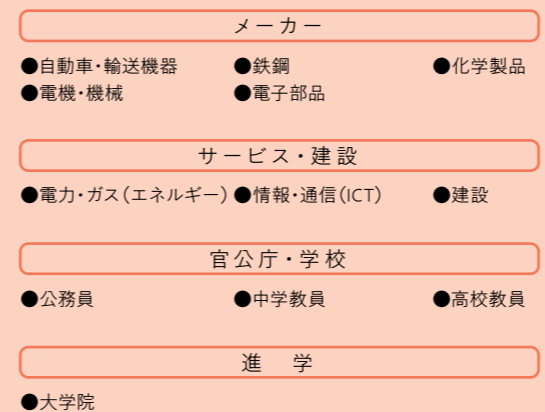 メーカー
●自動車・輸送機器 ●鉄鋼 ●化学製品
●電機・機械 ●電子部品
サービス・建設
●電力・ガス（エネルギー） ●情報・通信（ICT） ●建設
官公庁・学校
●公務員 ●中学教員 ●高校教員
進　学
●大学院